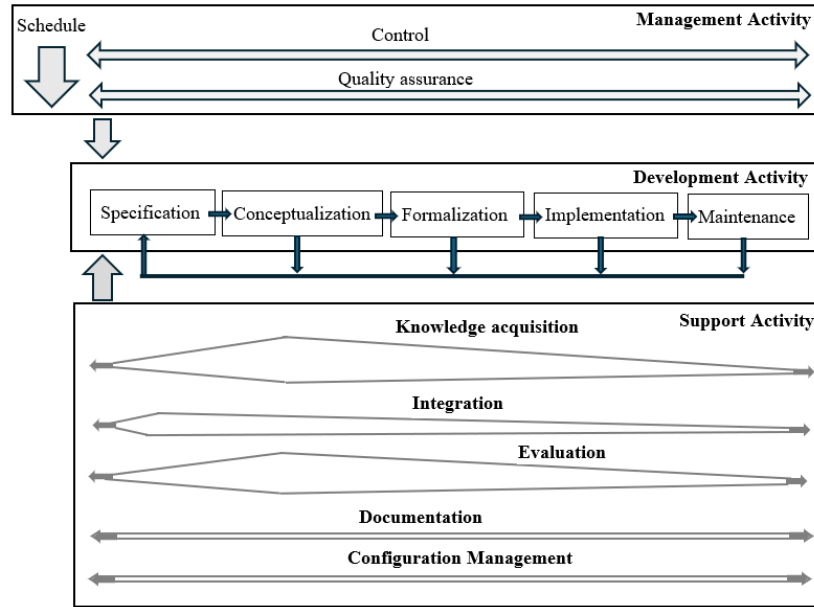 Schedule
Management Activity
Control
Quality assurance
Development Activity
Specification
Conceptualization
Formalization
Implementation
Maintenance
Support Activity
Knowledge acquisition
Integration
Evaluation
Documentation
Configuration Management